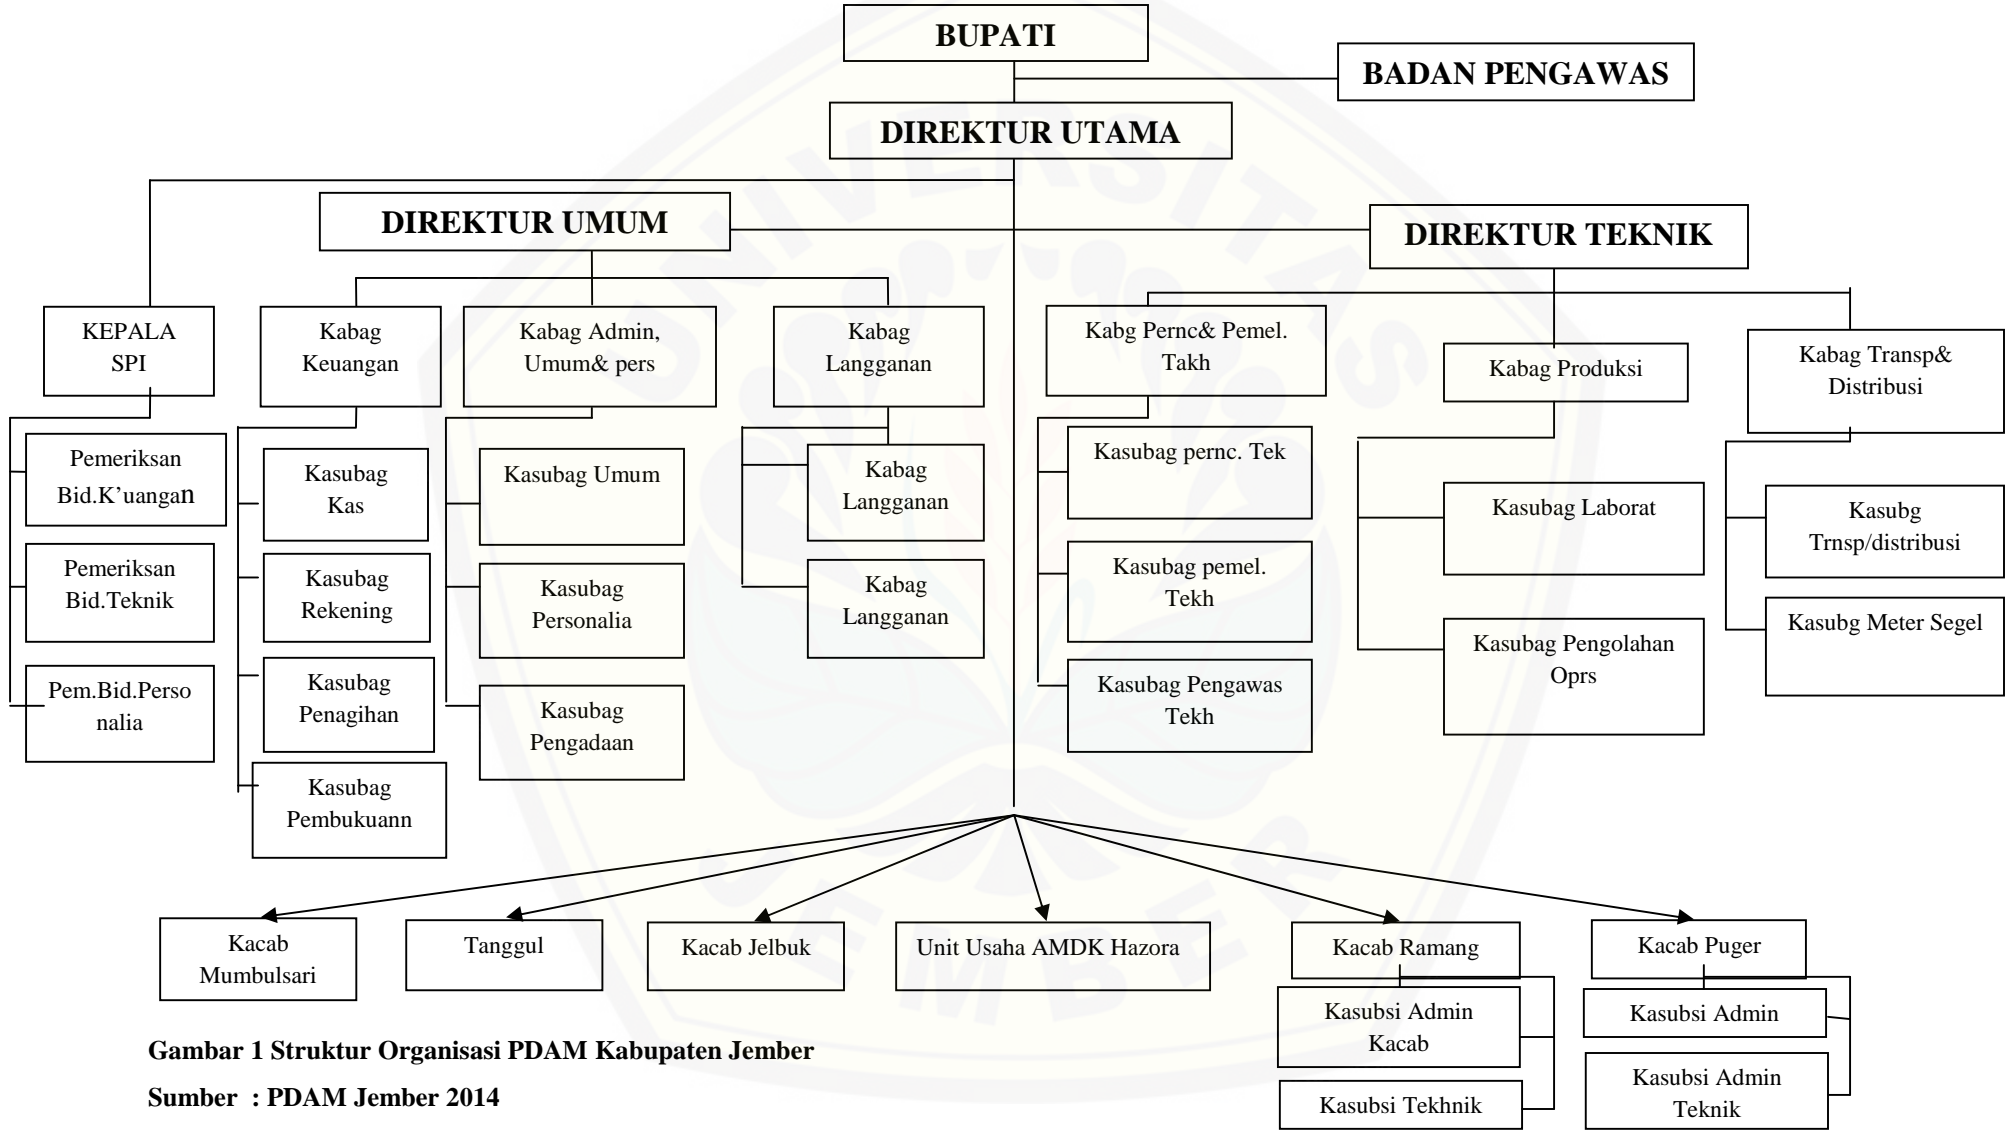 BUPATI
BADAN PENGAWAS
DIREKTUR UTAMA
DIREKTUR UMUM
DIREKTUR TEKNIK
KEPALA
SPI
Kabag
Keuangan
Kabag Admin,
Umum& pers
Kabag
Langganan
Kabg Pernc& Pemel.
Takh
Kabag Produksi
Kabag Transp&
Distribusi
Pemeriksan
Bid.K’uangan
Pemeriksan
Bid.Teknik
Pem.Bid.Perso
nalia
Kasubag
Kas
Kasubag
Rekening
Kasubag
Penagihan
Kasubag
Pembukuann
Kasubag Umum
Kasubag
Personalia
Kasubag
Pengadaan
Kabag
Langganan
Kabag
Langganan
Kasubag pernc. Tek
Kasubag pemel.
Tekh
Kasubag Pengawas
Tekh
Kasubag Laborat
Kasubag Pengolahan
Oprs
Kasubg
Trnsp/distribusi
Kasubg Meter Segel
Kacab
Mumbulsari
Tanggul
Kacab Jelbuk
Unit Usaha AMDK Hazora
Kacab Ramang
Kasubsi Admin
Kacab
Kasubsi Tekhnik
Kacab Puger
Kasubsi Admin
Kasubsi Admin
Teknik
Gambar 1 Struktur Organisasi PDAM Kabupaten Jember
Sumber : PDAM Jember 2014
UNIVERSITAS
JEMBER